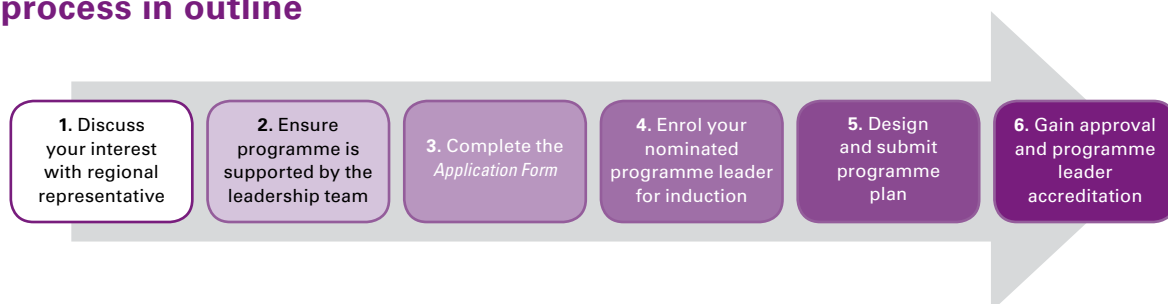 process in outline
1. Discuss
your interest
with regional
representative
2. Ensure
programme is
supported by the
leadership team
3. Complete the
Application Form
4. Enrol your
nominated
programme leader
for induction
5. Design
and submit
programme
plan
6. Gain approval
and programme
leader
accreditation